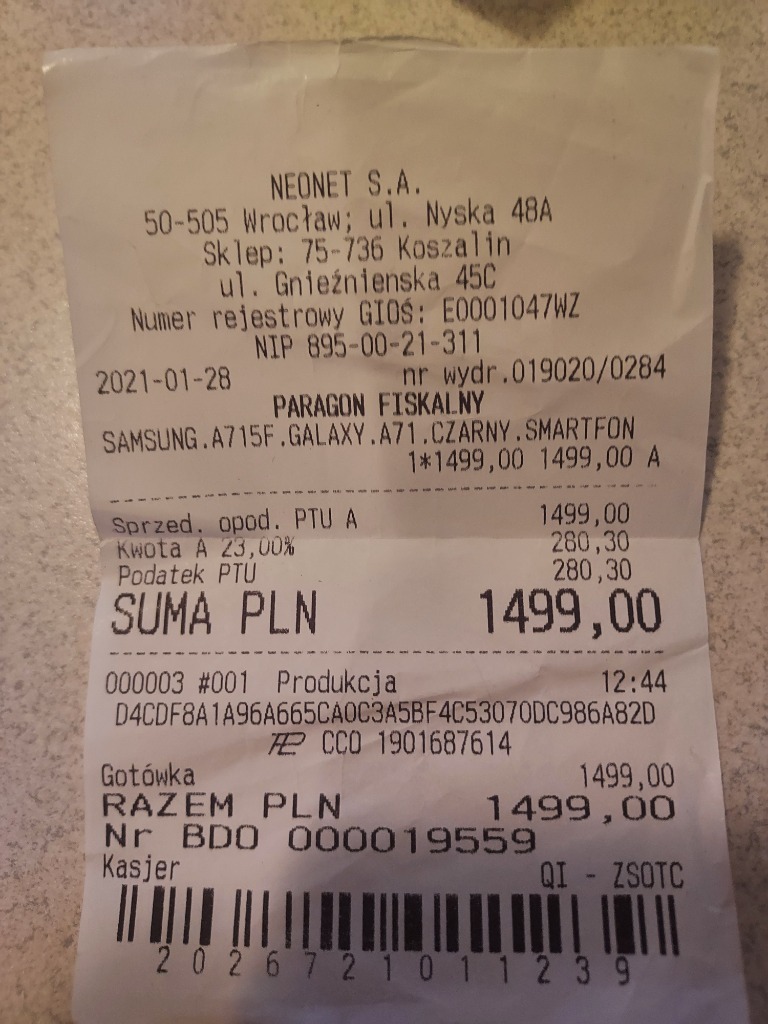 NEONET S.A.
50-505 Wrocław; ul. Nyska 48A
Sklep: 75-736 Koszalin
ul. Gnieźnienska 45C
Numer rejestrowy GIOŚ: E0001047WZ
NIP 895-00-21-311
2021-01-28 nr wydr.019020/0284
PARAGON FISKALNY
SAMSUNG.A715F.GALAXY.A71.CZARNY.SMARTFON
1*1499,00 1499,00 A
Sprzed. opod. PTU A 1499,00
Kwota A 23,00% 280,30
Podatek PTU 280,30
SUMA PLN 1499,00
000003 #001 Produkcja 12:44
D4CDF8A1A96A665CA0C3A5BF4C53070DC986A82D
CCO 1901687614
Gotówka 1499,00
RAZEM PLN 1499,00
Nr BDO 000019559
Kasjer QI - ZSOTC
2026721011239